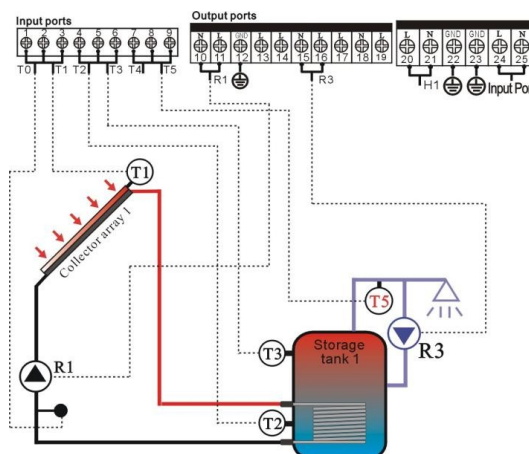 Input ports
Output ports
1 2 3 4 5 6 7 8 9
N L GND L L N N L N L
L N GND GND L N
10 11 12 13 14 15 16 17 18 19
20 21 22 23 24 25
T0 T1 T2 T3 T4 T5
R1
R3
H1
Input Por
T1
Collector array 1
T5
R3
R1
T3
Storage
tank 1
T2